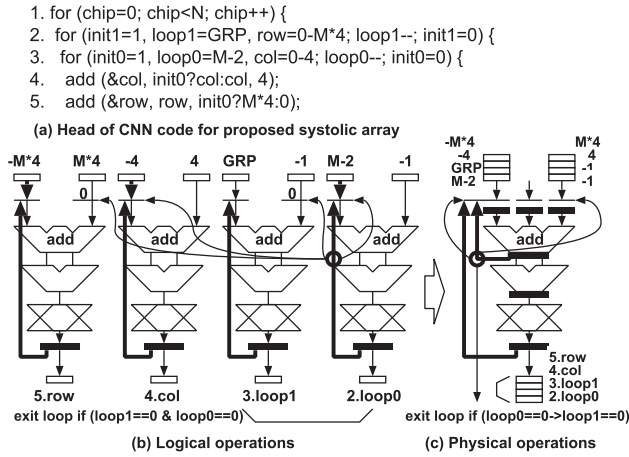 1. for (chip=0; chip<N; chip++) {
2.  for (init1=1, loop1=GRP, row=0-M*4; loop1--; init1=0) {
3.   for (init0=1, loop0=M-2, col=0-4; loop0--; init0=0) {
4.    add (&col, init0?col:col, 4);
5.    add (&row, row, init0?M*4:0);
(a) Head of CNN code for proposed systolic array
-M*4 M*4 -4 4 GRP -1 M-2 -1
0 0
add add add add
5.row 4.col 3.loop1 2.loop0
exit loop if (loop1==0 & loop0==0)
(b) Logical operations
-M*4 M*4
-4 4
GRP -1
M-2 -1
add
5.row
4.col
3.loop1
2.loop0
exit loop if (loop0==0->loop1==0)
(c) Physical operations